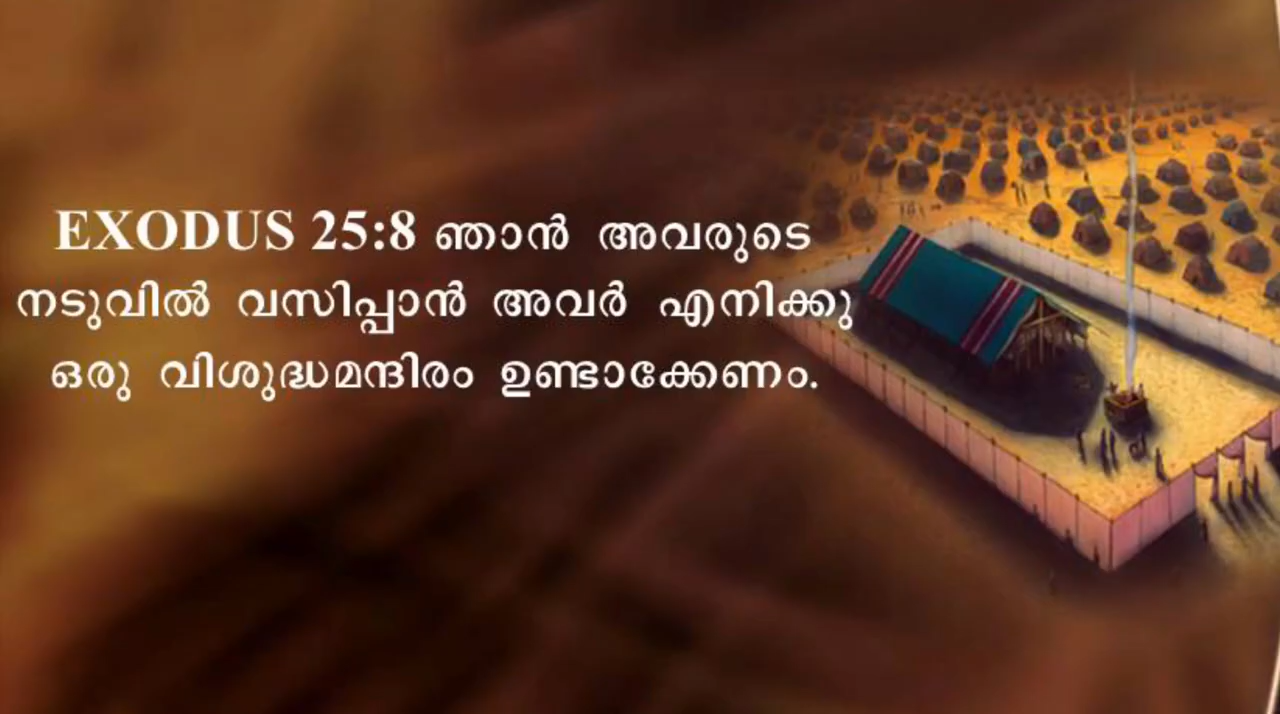 EXODUS 25:8 ഞാൻ അവരുടെ
നടുവിൽ വസിപ്പാൻ അവർ എനിക്കു
ഒരു വിശുദ്ധമന്ദിരം ഉണ്ടാക്കേണം.